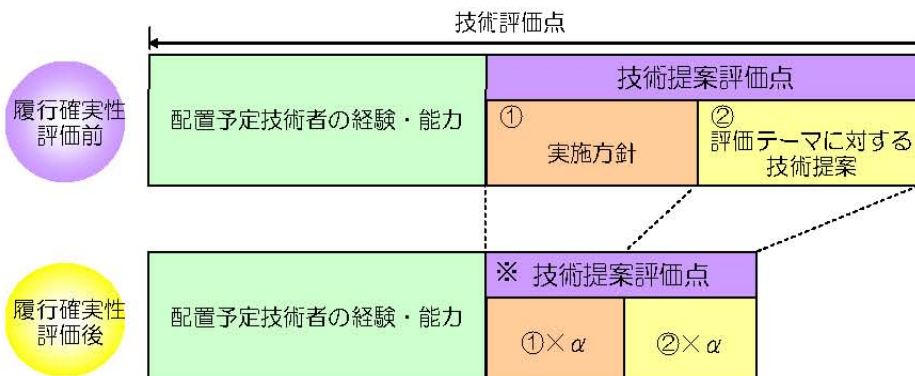 技術評価点
履行確実性
評価前
配置予定技術者の経験・能力
技術提案評価点
①
実施方針
②
評価テーマに対する
技術提案
履行確実性
評価後
配置予定技術者の経験・能力
※ 技術提案評価点
①×α
②×α